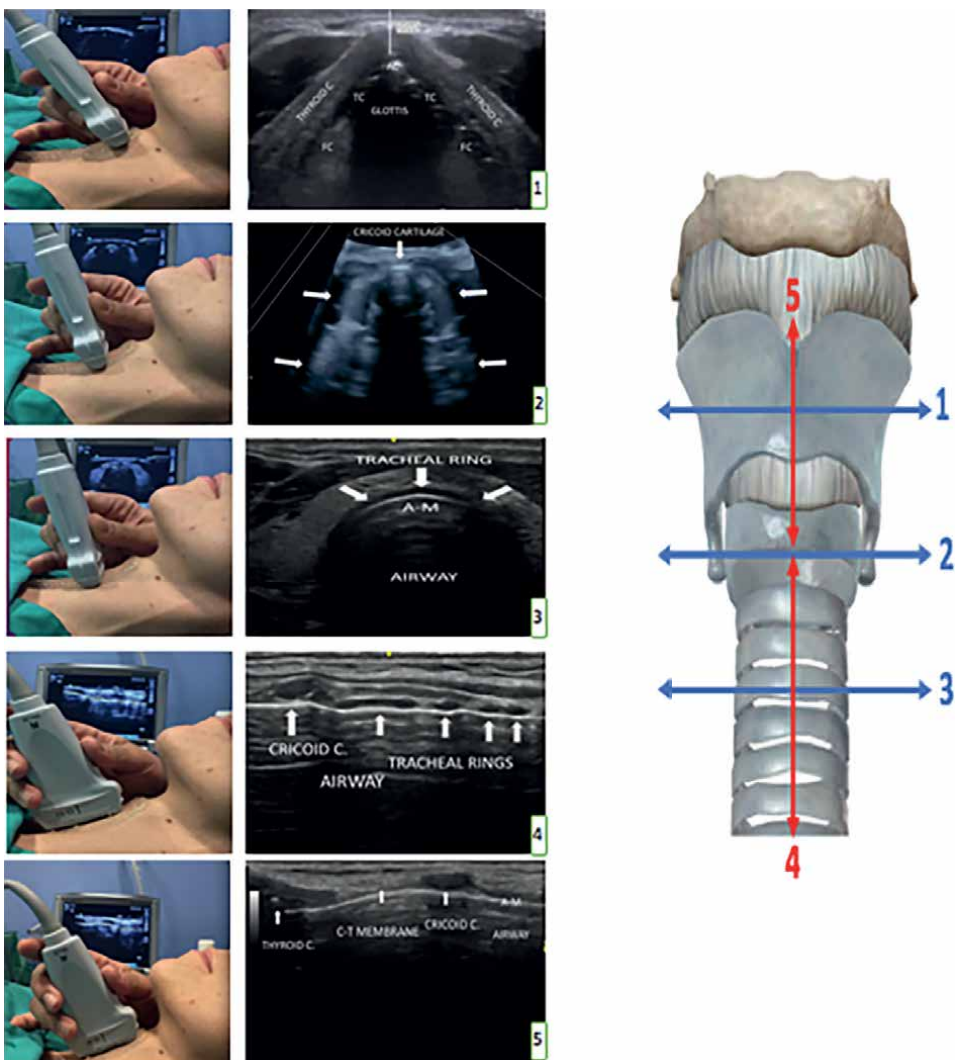 THYROID C.
TC
GLOTTIS
TC
THYROID C.
FC
FC
1
CRICOID CARTILAGE
2
TRACHEAL RING
A-M
AIRWAY
3
CRICOID C.
TRACHEAL RINGS
AIRWAY
4
THYROID C.
C-T MEMBRANE
CRICOID C.
A-M
AIRWAY
5
5
1
2
3
4